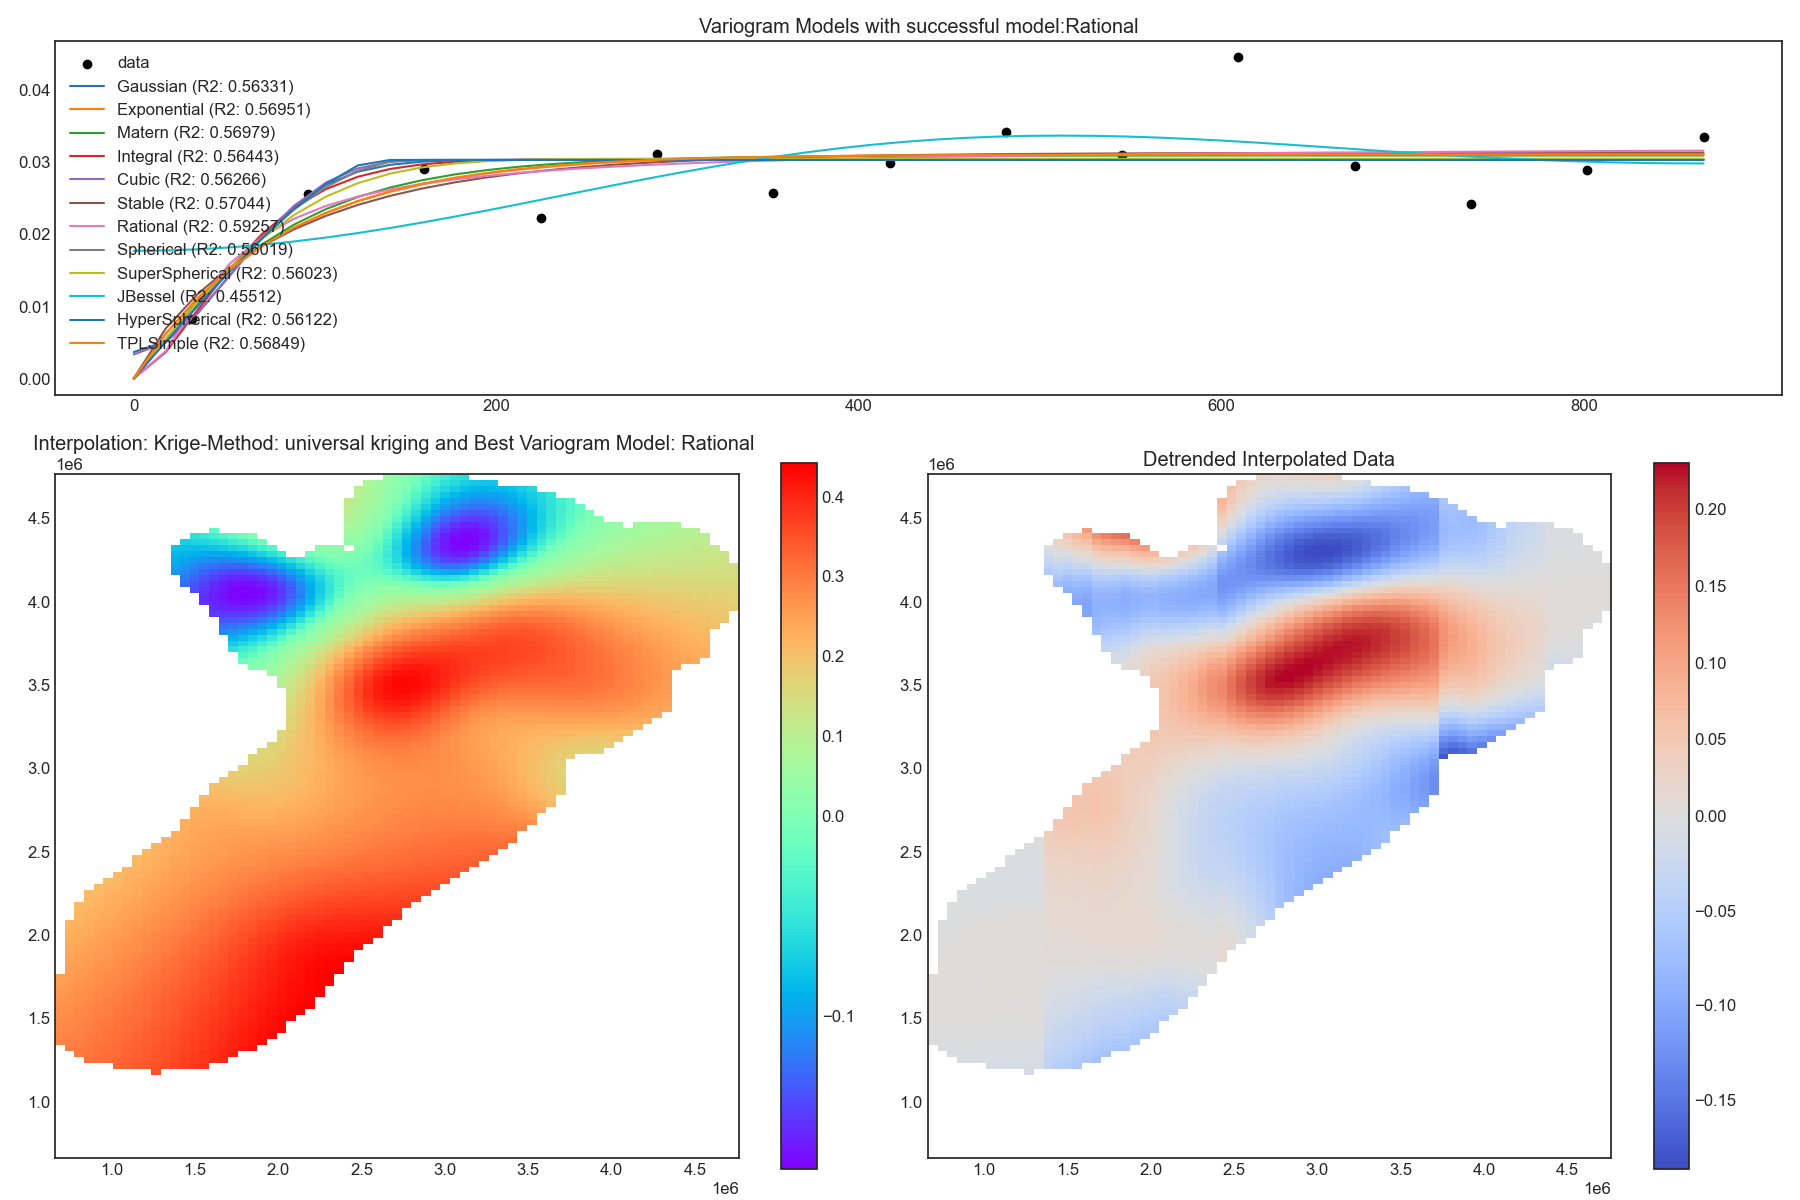 Variogram Models with successful model:Rational
0.04
0.03
0.02
0.01
0.00
data
Gaussian (R2: 0.56331)
Exponential (R2: 0.56951)
Matern (R2: 0.56979)
Integral (R2: 0.56443)
Cubic (R2: 0.56266)
Stable (R2: 0.57044)
Rational (R2: 0.59257)
Spherical (R2: 0.56019)
SuperSpherical (R2: 0.56023)
JBessel (R2: 0.45512)
HyperSpherical (R2: 0.56122)
TPLSimple (R2: 0.56849)
0 200 400 600 800
Interpolation: Krige-Method: universal kriging and Best Variogram Model: Rational
1e6
4.5
4.0
3.5
3.0
2.5
2.0
1.5
1.0
1.0 1.5 2.0 2.5 3.0 3.5 4.0 4.5
1e6
0.4
0.3
0.2
0.1
0.0
−0.1
Detrended Interpolated Data
1e6
4.5
4.0
3.5
3.0
2.5
2.0
1.5
1.0
1.0 1.5 2.0 2.5 3.0 3.5 4.0 4.5
1e6
0.20
0.15
0.10
0.05
0.00
−0.05
−0.10
−0.15